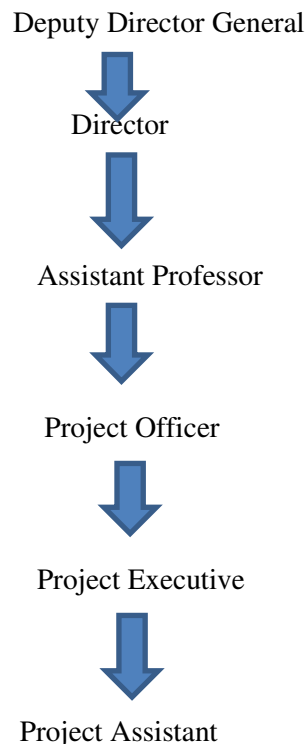 Deputy Director General
Director
Assistant Professor
Project Officer
Project Executive
Project Assistant